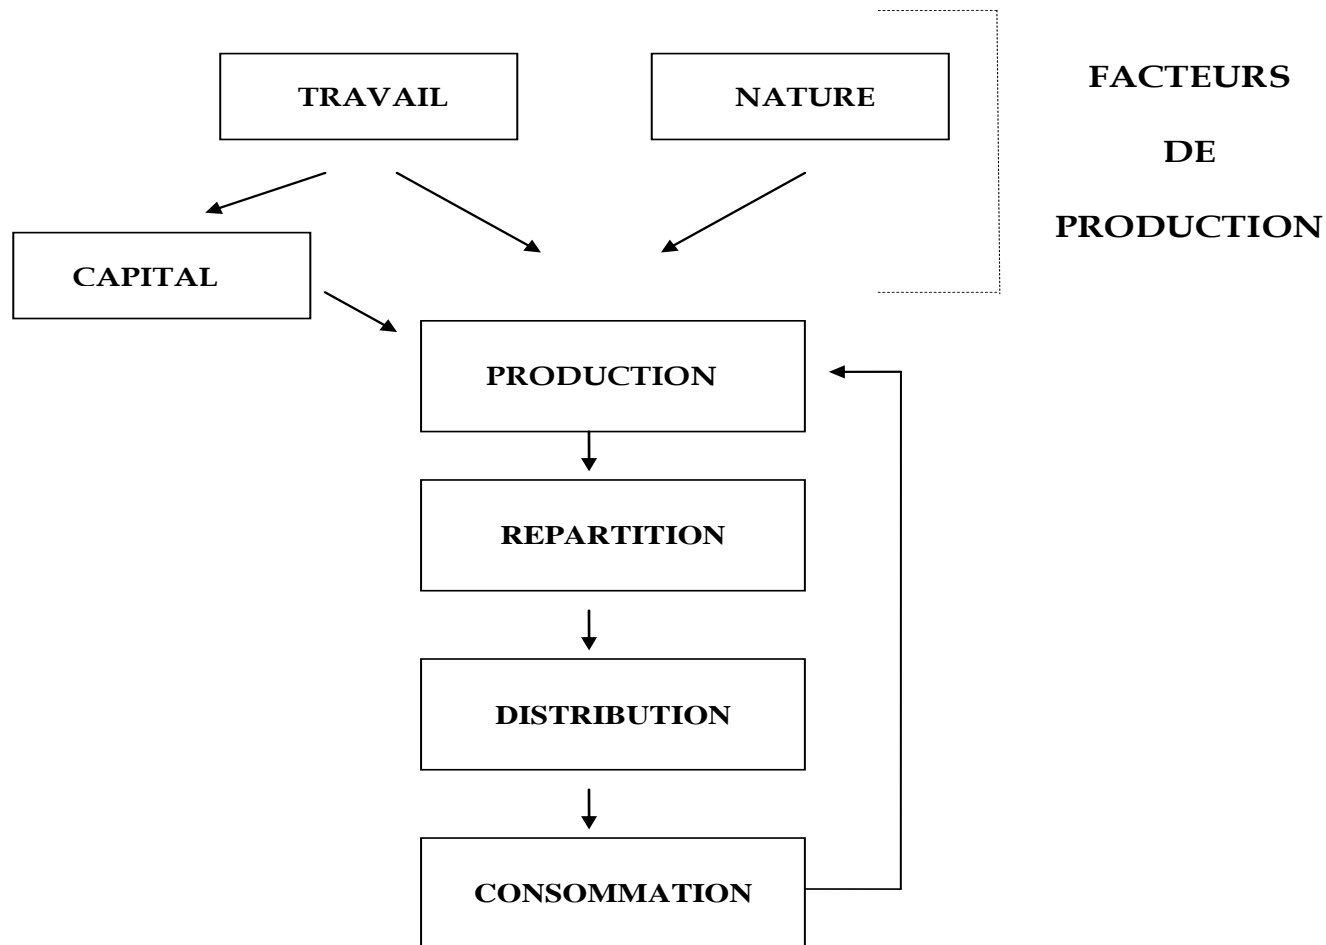 TRAVAIL
NATURE
FACTEURS
DE
PRODUCTION
CAPITAL
PRODUCTION
REPARTITION
DISTRIBUTION
CONSOMMATION